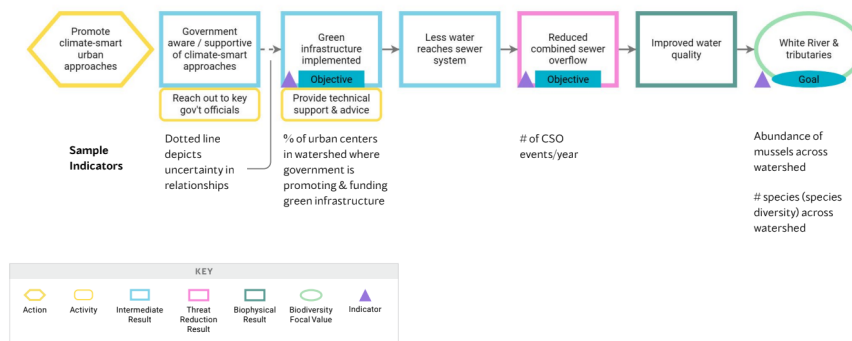 Promote
climate-smart
urban
approaches
Government
aware / supportive
of climate-smart
approaches
Reach out to key
gov't officials
Green
infrastructure
implemented
Objective
Provide technical
support & advice
Less water
reaches sewer
system
Reduced
combined sewer
overflow
Objective
Improved water
quality
White River &
tributaries
Goal
Sample
Indicators
Dotted line
depicts
uncertainty in
relationships
% of urban centers
in watershed where
government is
promoting & funding
green infrastructure
# of CSO
events/year
Abundance of
mussels across
watershed
# species (species
diversity) across
watershed
KEY
Action
Activity
Intermediate
Result
Threat
Reduction
Result
Biophysical
Result
Biodiversity
Focal Value
Indicator